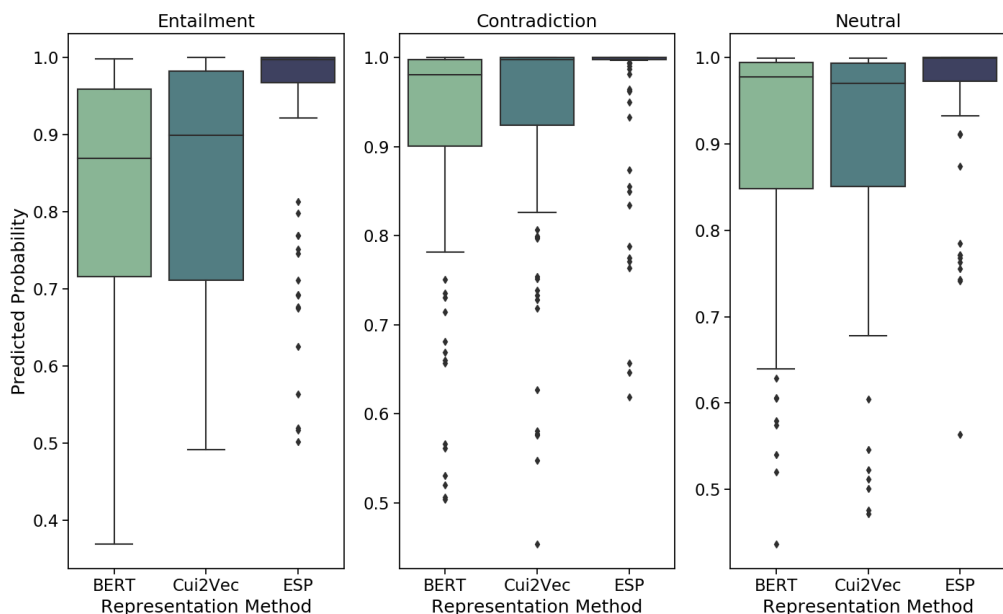 Entailment
Contradiction
Neutral
Predicted Probability
1.0
0.9
0.8
0.7
0.6
0.5
0.4
1.0
0.9
0.8
0.7
0.6
0.5
1.0
0.9
0.8
0.7
0.6
0.5
BERT Cui2Vec ESP
BERT Cui2Vec ESP
BERT Cui2Vec ESP
Representation Method
Representation Method
Representation Method